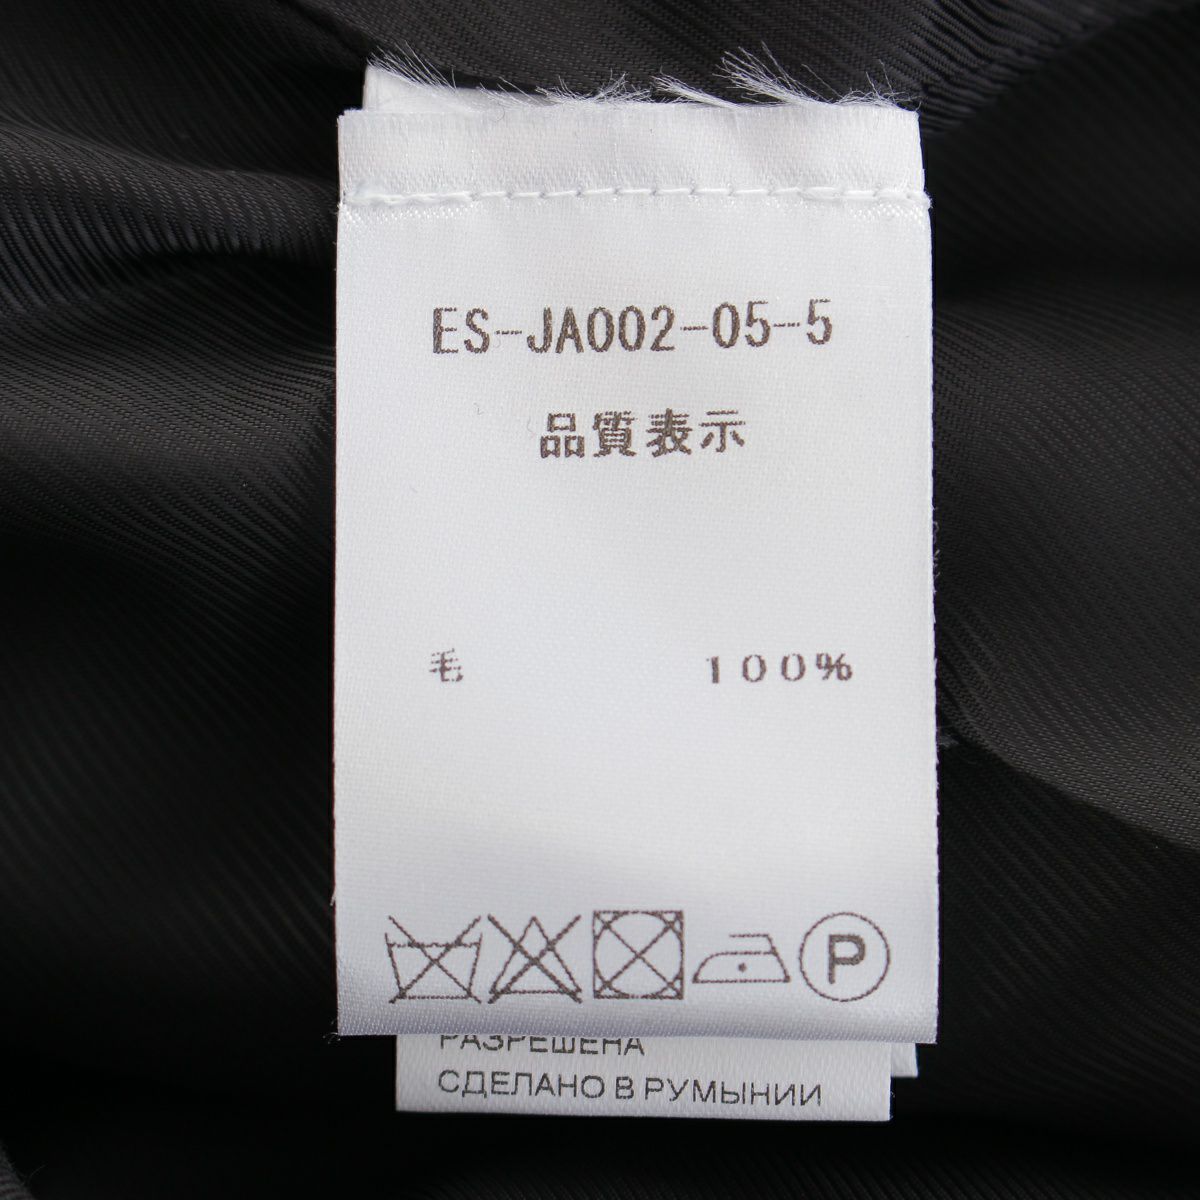 ES-JA002-05-5
品質表示
毛 100%
P
РАЗРЕШЕНА
СДЕЛАНО В РУМЫНИИ